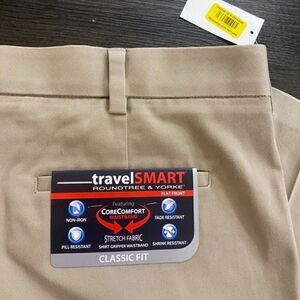 travelSMART
ROUNDTREE & YORKE
FLAT FRONT
Featuring
CORECOMFORT
WAISTBAND
NON-IRON
FADE RESISTANT
STRETCH FABRIC
PILL RESISTANT
SHIRT GRIPPER WAISTBAND
SHRINK RESISTANT
CLASSIC FIT